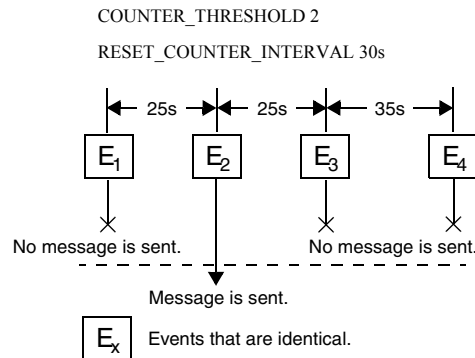 COUNTER_THRESHOLD 2
RESET_COUNTER_INTERVAL 30s
25s 25s 35s
E1 E2 E3 E4
No message is sent. No message is sent.
Message is sent.
Ex Events that are identical.